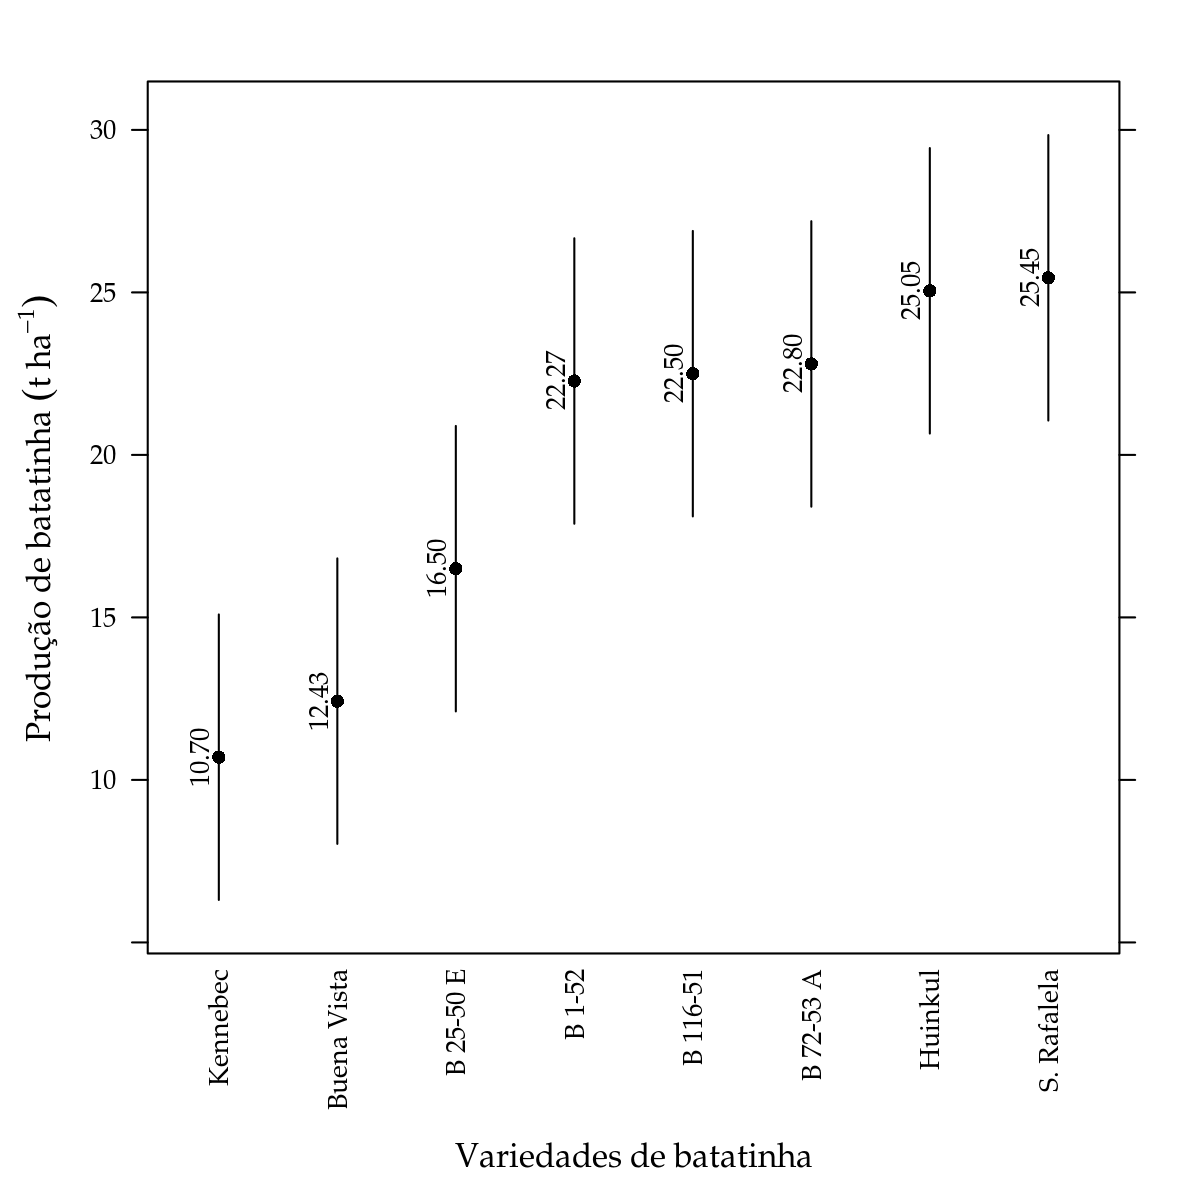 Produção de batatinha (t ha⁻¹)
30
25
20
15
10
10.70
12.43
16.50
22.27
22.50
22.80
25.05
25.45
Kennebec
Buena Vista
B 25-50 E
B 1-52
B 116-51
B 72-53 A
Huinkul
S. Rafalela
Variedades de batatinha